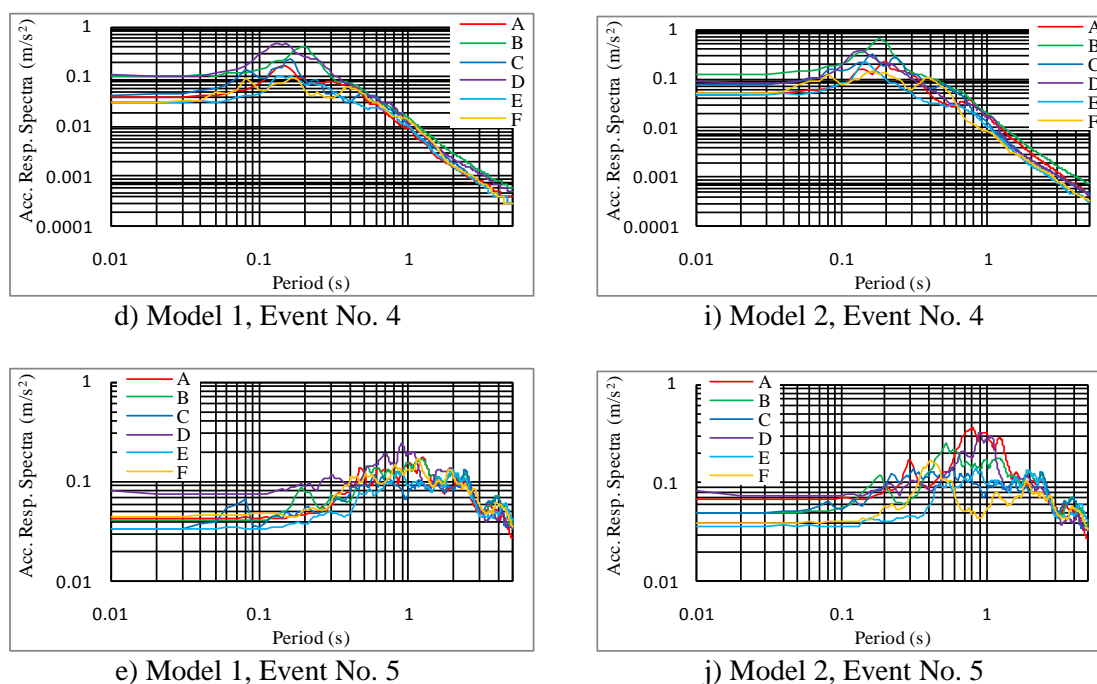 Acc. Resp. Spectra (m/s²)
1
0.1
0.01
0.001
0.0001
A
B
C
D
E
F
0.01 0.1 1
Period (s)
d) Model 1, Event No. 4
Acc. Resp. Spectra (m/s²)
1
0.1
0.01
0.001
0.0001
A
B
C
D
E
F
0.01 0.1 1
Period (s)
i) Model 2, Event No. 4
Acc. Resp. Spectra (m/s²)
1
0.1
0.01
A
B
C
D
E
F
0.01 0.1 1
Period (s)
e) Model 1, Event No. 5
Acc. Resp. Spectra (m/s²)
1
0.1
0.01
A
B
C
D
E
F
0.01 0.1 1
Period (s)
j) Model 2, Event No. 5